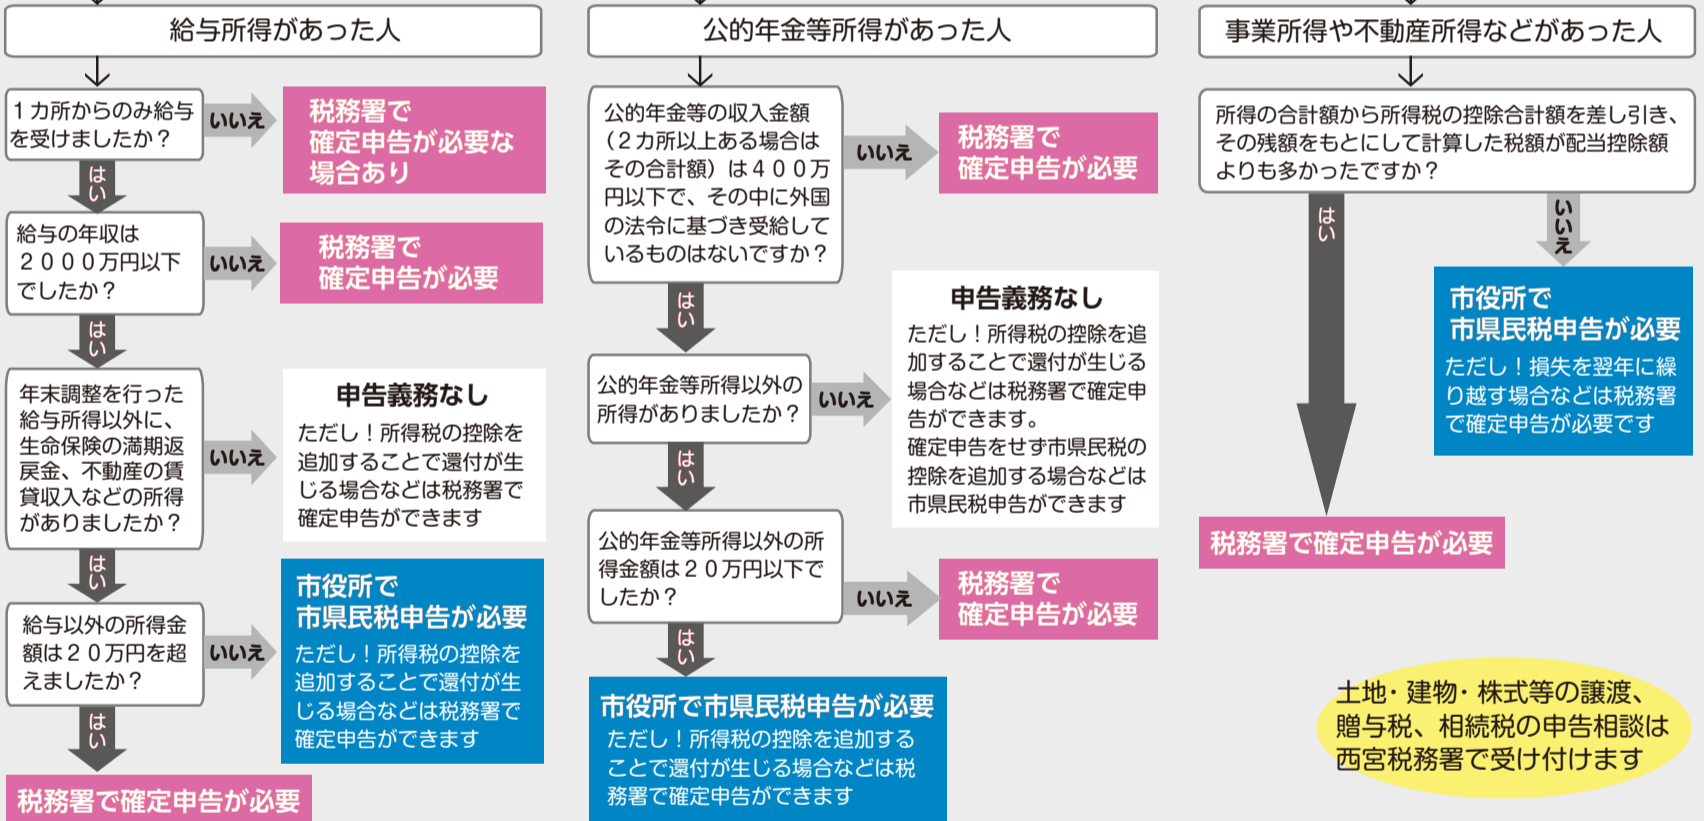 給与所得があった人
１カ所からのみ給与
を受けましたか？
いいえ
税務署で
確定申告が必要な
場合あり
はい
給与の年収は
２０００万円以下
でしたか？
いいえ
税務署で
確定申告が必要
はい
年末調整を行った
給与所得以外に、
生命保険の満期返
戻金、不動産の賃
貸収入などの所得
がありましたか？
いいえ
申告義務なし
ただし！所得税の控除を
追加することで還付が生
じる場合などは税務署で
確定申告ができます
はい
給与以外の所得金
額は２０万円を超
えましたか？
いいえ
市役所で
市県民税申告が必要
ただし！所得税の控除を
追加することで還付が生
じる場合などは税務署で
確定申告ができます
はい
税務署で確定申告が必要
公的年金等所得があった人
公的年金等の収入金額
（２カ所以上ある場合は
その合計額）は４００万
円以下で、その中に外国
の法令に基づき受給して
いるものはないですか？
いいえ
税務署で
確定申告が必要
はい
公的年金等所得以外の
所得がありましたか？
いいえ
申告義務なし
ただし！所得税の控除を追
加することで還付が生じる
場合などは税務署で確定申
告ができます。
確定申告をせず市県民税の
控除を追加する場合などは
市県民税申告ができます
はい
公的年金等所得以外の所
得金額は２０万円以下で
したか？
いいえ
税務署で
確定申告が必要
はい
市役所で市県民税申告が必要
ただし！所得税の控除を追加する
ことで還付が生じる場合などは税
務署で確定申告ができます
事業所得や不動産所得などがあった人
所得の合計額から所得税の控除合計額を差し引き、
その残額をもとにして計算した税額が配当控除額
よりも多かったですか？
はい
いいえ
市役所で
市県民税申告が必要
ただし！損失を翌年に繰
り越す場合などは税務署
で確定申告が必要です
税務署で確定申告が必要
土地・建物・株式等の譲渡、
贈与税、相続税の申告相談は
西宮税務署で受け付けます